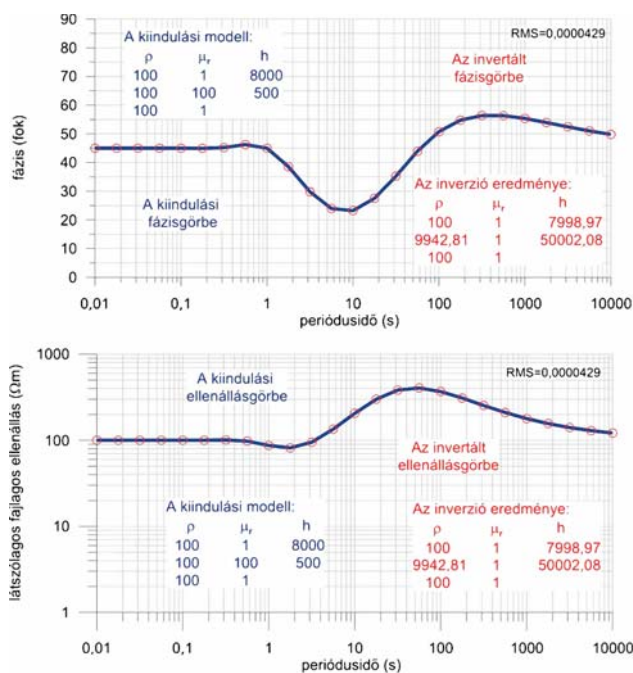 90
80
70
60
50
40
30
20
10
0
fázis (fok)
RMS=0,0000429
A kiindulási modell:
ρ μr h
100 1 8000
100 100 500
100 1
Az invertált
fázisgörbe
A kiindulási
fázisgörbe
Az inverzió eredménye:
ρ μr h
100 1 7998,97
9942,81 1 50002,08
100 1
0,01 0,1 1 10 100 1000 10000
periódusidő (s)
1000
100
10
1
látszólagos fajlagos ellenállás (Ωm)
RMS=0,0000429
A kiindulási
ellenállásgörbe
Az invertált
ellenállásgörbe
A kiindulási modell:
ρ μr h
100 1 8000
100 100 500
100 1
Az inverzió eredménye:
ρ μr h
100 1 7998,97
9942,81 1 50002,08
100 1
0,01 0,1 1 10 100 1000 10000
periódusidő (s)